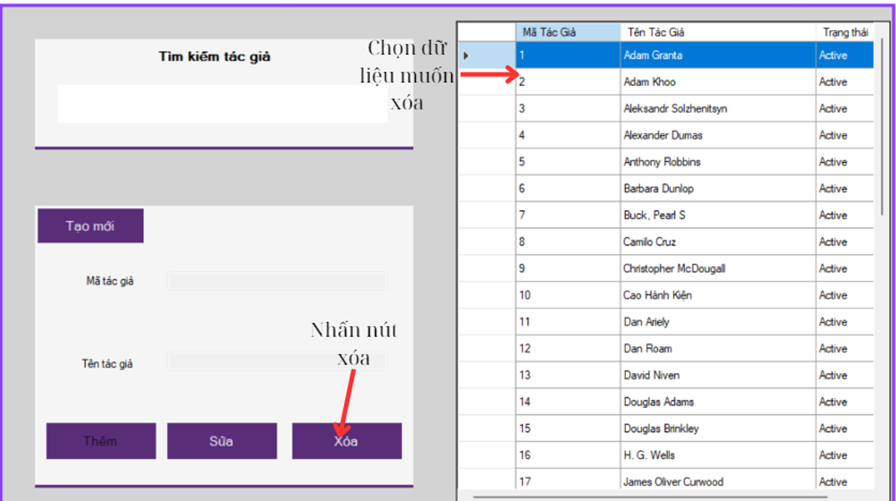 Tìm kiếm tác giả
Chọn dữ
liệu muốn
xóa
Tạo mới
Mã tác giả
Nhấn nút
xóa
Tên tác giả
Thêm Sửa Xóa
Mã Tác Giả Tên Tác Giả Trạng thái
1 Adam Granta Active
2 Adam Khoo Active
3 Aleksandr Solzhenitsyn Active
4 Alexander Dumas Active
5 Anthony Robbins Active
6 Barbara Dunlop Active
7 Buck, Pearl S Active
8 Camilo Cruz Active
9 Christopher McDougall Active
10 Cao Hành Kiện Active
11 Dan Ariely Active
12 Dan Roam Active
13 David Niven Active
14 Douglas Adams Active
15 Douglas Brinkley Active
16 H. G. Wells Active
17 James Oliver Curwood Active